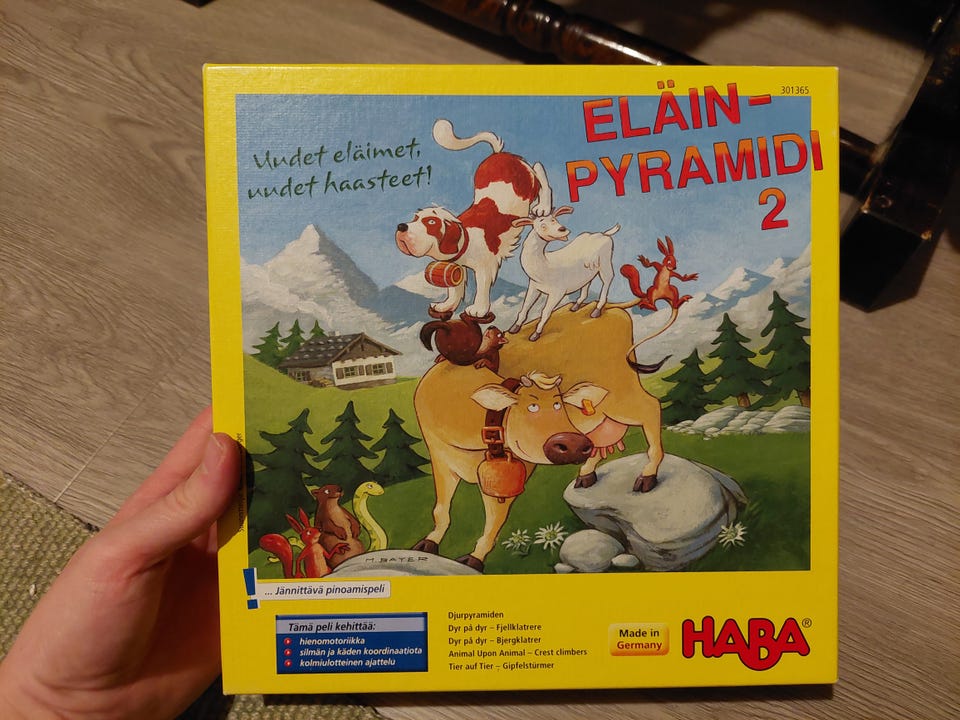 301365
ELÄIN-
PYRAMIDI
2
Uudet eläimet,
uudet haasteet!
M. BAYER
! ... Jännittävä pinoamispeli
Tämä peli kehittää:
hienomotoriikka
silmän ja käden koordinaatiota
kolmiulotteinen ajattelu
Djurpyramiden
Dyr på dyr – Fjellklatrere
Dyr på dyr – Bjergklatrer
Animal Upon Animal – Crest climbers
Tier auf Tier – Gipfelstürmer
Made in
Germany
HABA®